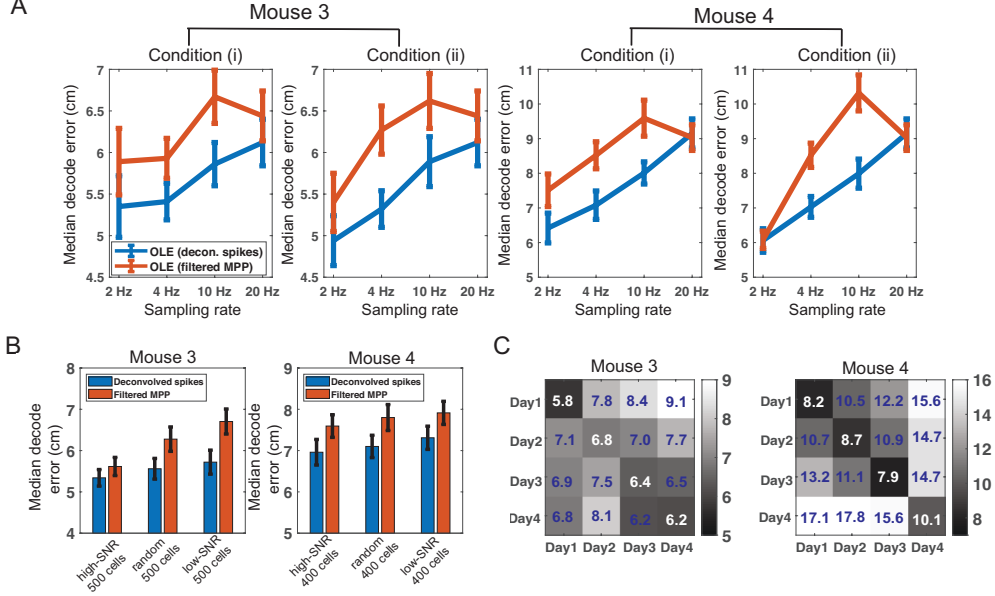 A
Mouse 3
Mouse 4
Condition (i)
Condition (ii)
Condition (i)
Condition (ii)
Median decode error (cm)
7
6.5
6
5.5
5
4.5
OLE (decon. spikes)
OLE (filtered MPP)
2 Hz 4 Hz 10 Hz 20 Hz
Sampling rate
Median decode error (cm)
7
6.5
6
5.5
5
4.5
2 Hz 4 Hz 10 Hz 20 Hz
Sampling rate
Median decode error (cm)
11
10
9
8
7
6
5
2 Hz 4 Hz 10 Hz 20 Hz
Sampling rate
Median decode error (cm)
11
10
9
8
7
6
5
2 Hz 4 Hz 10 Hz 20 Hz
Sampling rate
B
Mouse 3
Median decode
error (cm)
8
7
6
5
4
Deconvolved spikes
Filtered MPP
high-SNR
500 cells
random
500 cells
low-SNR
500 cells
Mouse 4
Median decode
error (cm)
9
8
7
6
5
Deconvolved spikes
Filtered MPP
high-SNR
400 cells
random
400 cells
low-SNR
400 cells
C
Mouse 3
Day1 5.8 7.8 8.4 9.1
Day2 7.1 6.8 7.0 7.7
Day3 6.9 7.5 6.4 6.5
Day4 6.8 8.1 6.2 6.2
Day1 Day2 Day3 Day4
9
8
7
6
5
Mouse 4
Day1 8.2 10.5 12.2 15.6
Day2 10.7 8.7 10.9 14.7
Day3 13.2 11.1 7.9 14.7
Day4 17.1 17.8 15.6 10.1
Day1 Day2 Day3 Day4
16
14
12
10
8